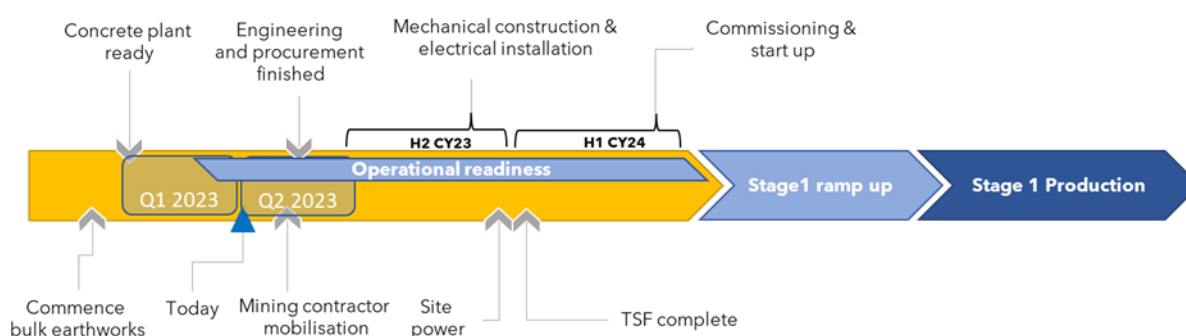 Concrete plant
ready
Engineering
and procurement
finished
Mechanical construction &
electrical installation
Commissioning &
start up
H2 CY23
H1 CY24
Operational readiness
Q1 2023
Q2 2023
Stage1 ramp up
Stage 1 Production
Commence
bulk earthworks
Today
Mining contractor
mobilisation
Site
power
TSF complete